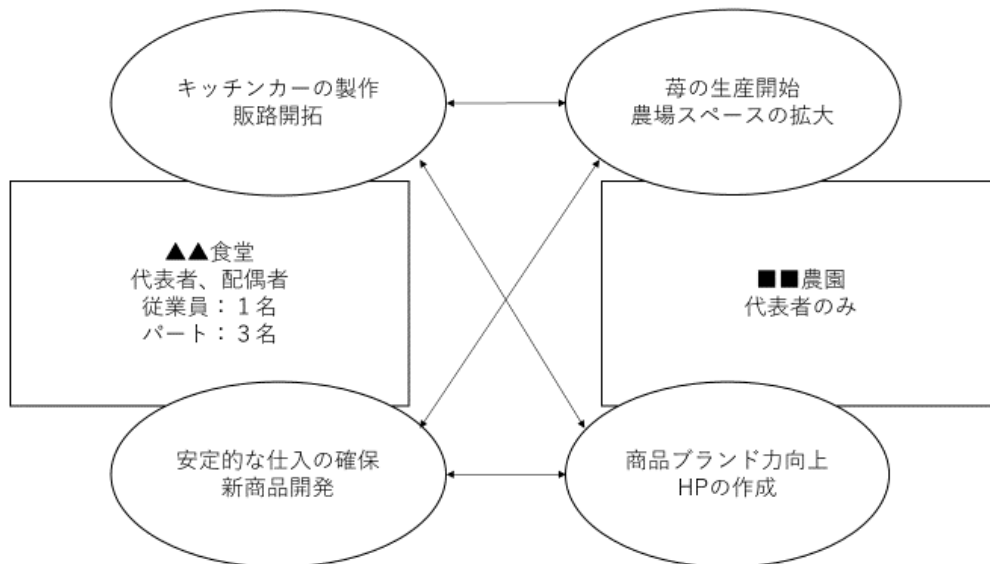 キッチンカーの製作
販路開拓
苺の生産開始
農場スペースの拡大
▲▲食堂
代表者、配偶者
従業員：１名
パート：３名
■■農園
代表者のみ
安定的な仕入の確保
新商品開発
商品ブランド力向上
HPの作成